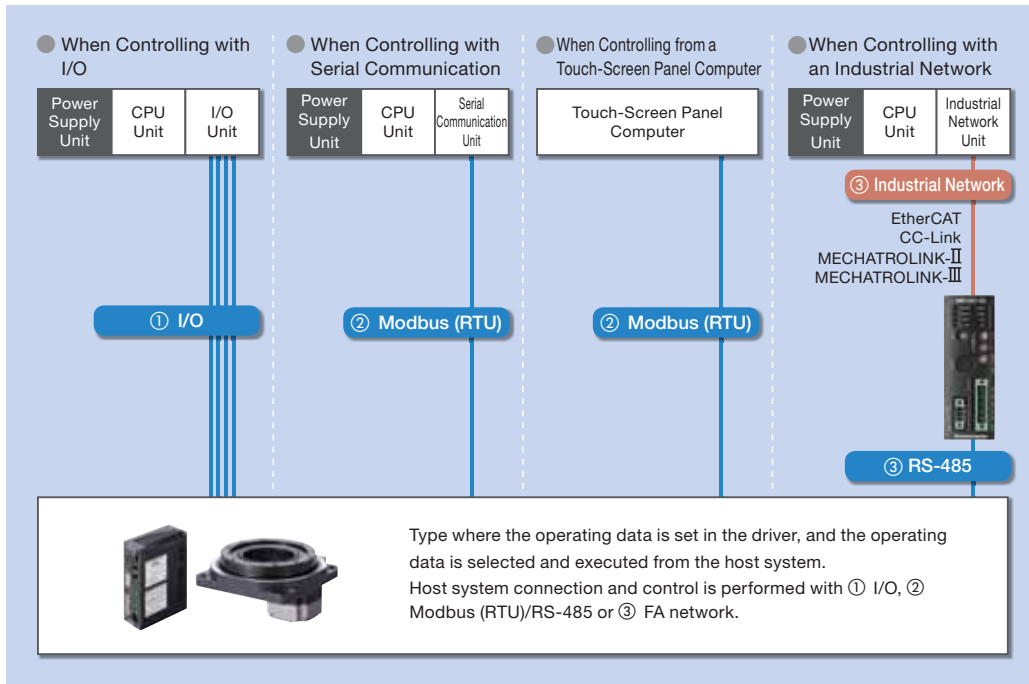 When Controlling with
I/O
Power
Supply
Unit
CPU
Unit
I/O
Unit
① I/O
When Controlling with
Serial Communication
Power
Supply
Unit
CPU
Unit
Serial
Communication
Unit
② Modbus (RTU)
When Controlling from a
Touch-Screen Panel Computer
Touch-Screen Panel
Computer
② Modbus (RTU)
When Controlling with
an Industrial Network
Power
Supply
Unit
CPU
Unit
Industrial
Network
Unit
③ Industrial Network
EtherCAT
CC-Link
MECHATROLINK-Ⅱ
MECHATROLINK-Ⅲ
③ RS-485
Type where the operating data is set in the driver, and the operating
data is selected and executed from the host system.
Host system connection and control is performed with ① I/O, ②
Modbus (RTU)/RS-485 or ③ FA network.